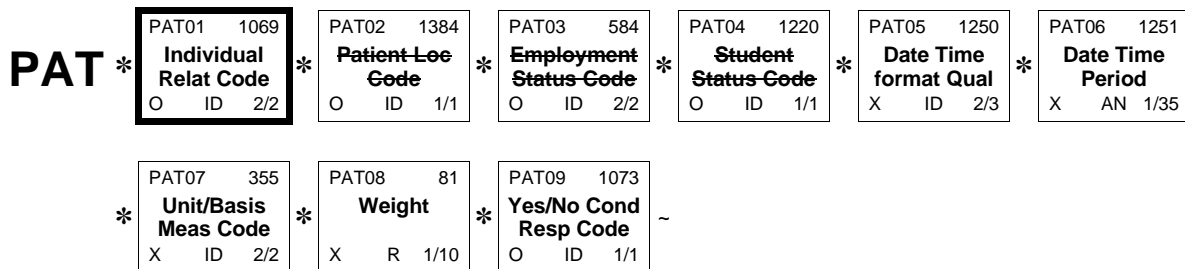 PAT * PAT01 1069 * PAT02 1384 * PAT03 584 * PAT04 1220 * PAT05 1250 * PAT06 1251
Individual Patient Loc Employment Student Date Time Date Time
Relat Code Code Status Code Status Code format Qual Period
O ID 2/2 O ID 1/1 O ID 2/2 O ID 1/1 X ID 2/3 X AN 1/35
* PAT07 355 * PAT08 81 * PAT09 1073 ~
Unit/Basis Weight Yes/No Cond
Meas Code Resp Code
X ID 2/2 X R 1/10 O ID 1/1